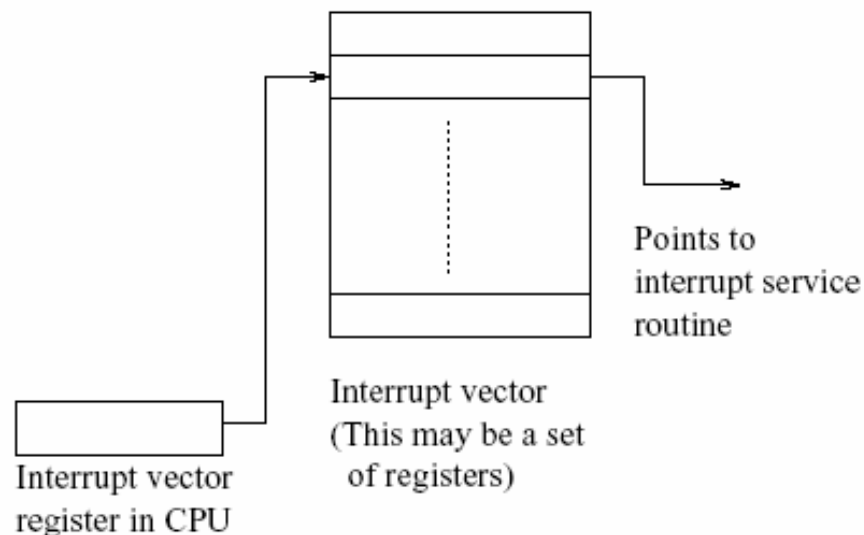 Points to
interrupt service
routine
Interrupt vector
(This may be a set
of registers)
Interrupt vector
register in CPU